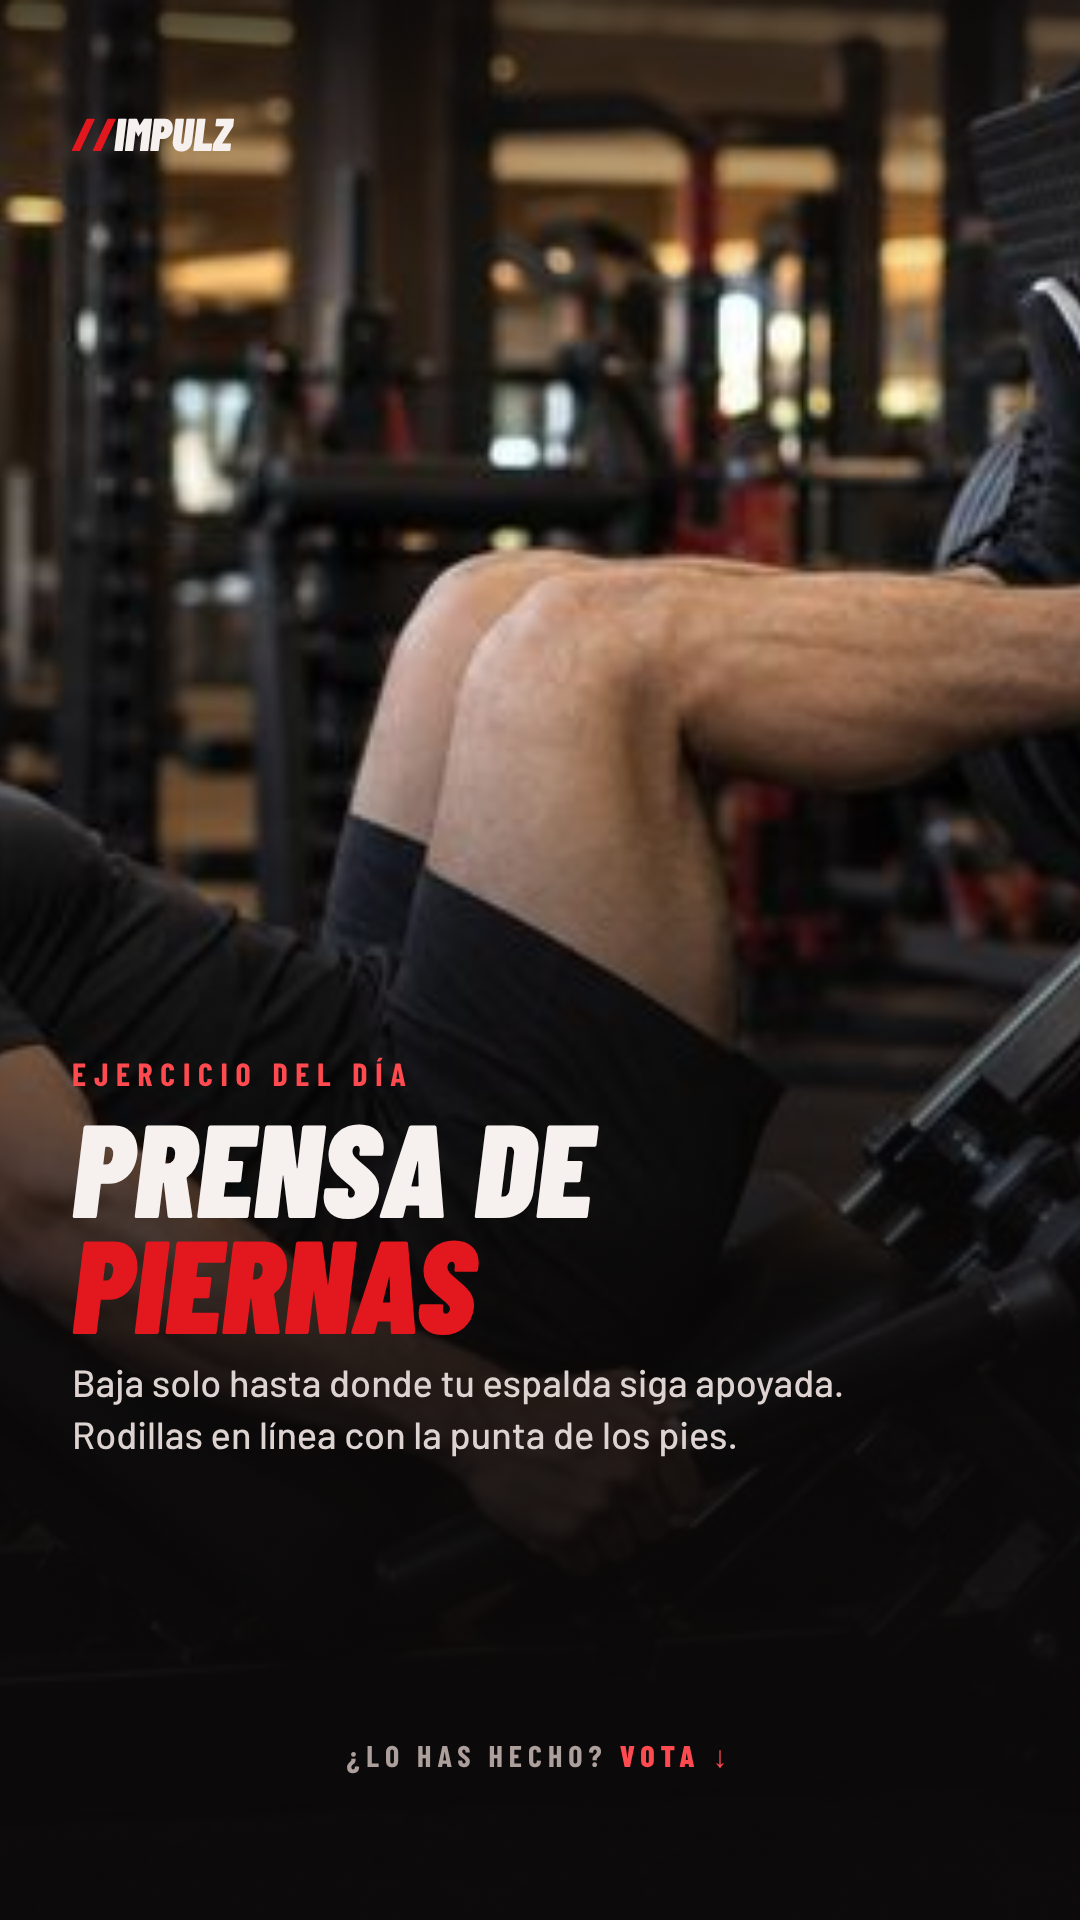 //IMPULZ
EJERCICIO DEL DÍA
PRENSA DE
PIERNAS
Baja solo hasta donde tu espalda siga apoyada.
Rodillas en línea con la punta de los pies.
¿LO HAS HECHO? VOTA ↓